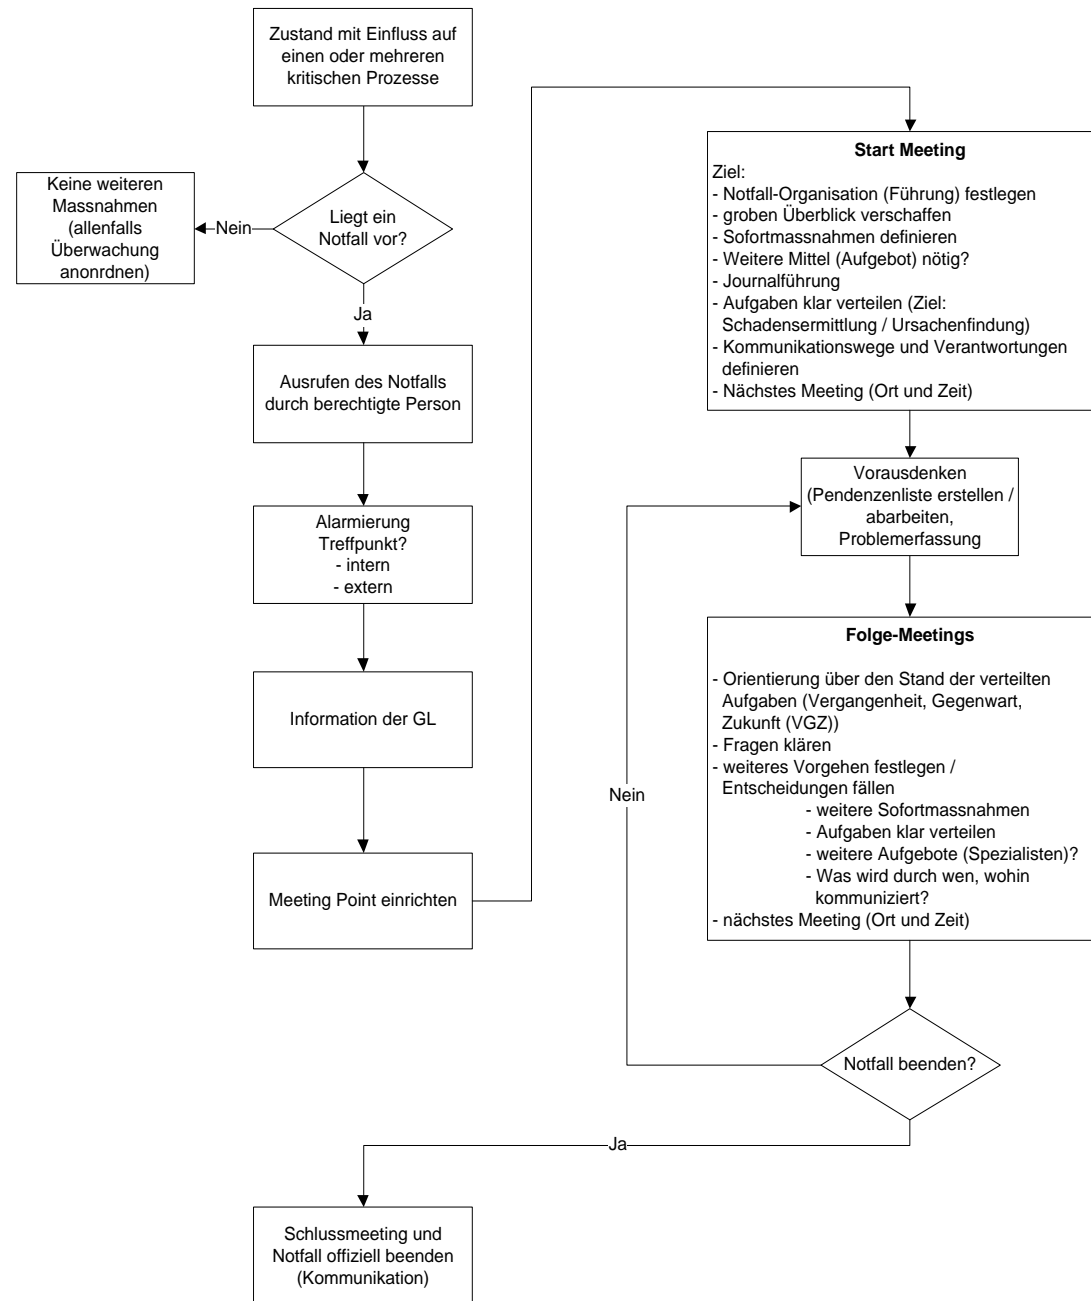 Zustand mit Einfluss auf
einen oder mehreren
kritischen Prozesse
Liegt ein
Notfall vor?
Nein
Keine weiteren
Massnahmen
(allenfalls
Überwachung
anonrdnen)
Ja
Ausrufen des Notfalls
durch berechtigte Person
Alarmierung
Treffpunkt?
- intern
- extern
Information der GL
Meeting Point einrichten
Start Meeting
Ziel:
- Notfall-Organisation (Führung) festlegen
- groben Überblick verschaffen
- Sofortmassnahmen definieren
- Weitere Mittel (Aufgebot) nötig?
- Journalführung
- Aufgaben klar verteilen (Ziel:
Schadensermittlung / Ursachenfindung)
- Kommunikationswege und Verantwortungen
definieren
- Nächstes Meeting (Ort und Zeit)
Vorausdenken
(Pendenzenliste erstellen /
abarbeiten,
Problemerfassung
Folge-Meetings
- Orientierung über den Stand der verteilten
Aufgaben (Vergangenheit, Gegenwart,
Zukunft (VGZ))
- Fragen klären
- weiteres Vorgehen festlegen /
Entscheidungen fällen
- weitere Sofortmassnahmen
- Aufgaben klar verteilen
- weitere Aufgebote (Spezialisten)?
- Was wird durch wen, wohin
kommuniziert?
- nächstes Meeting (Ort und Zeit)
Notfall beenden?
Nein
Ja
Schlussmeeting und
Notfall offiziell beenden
(Kommunikation)